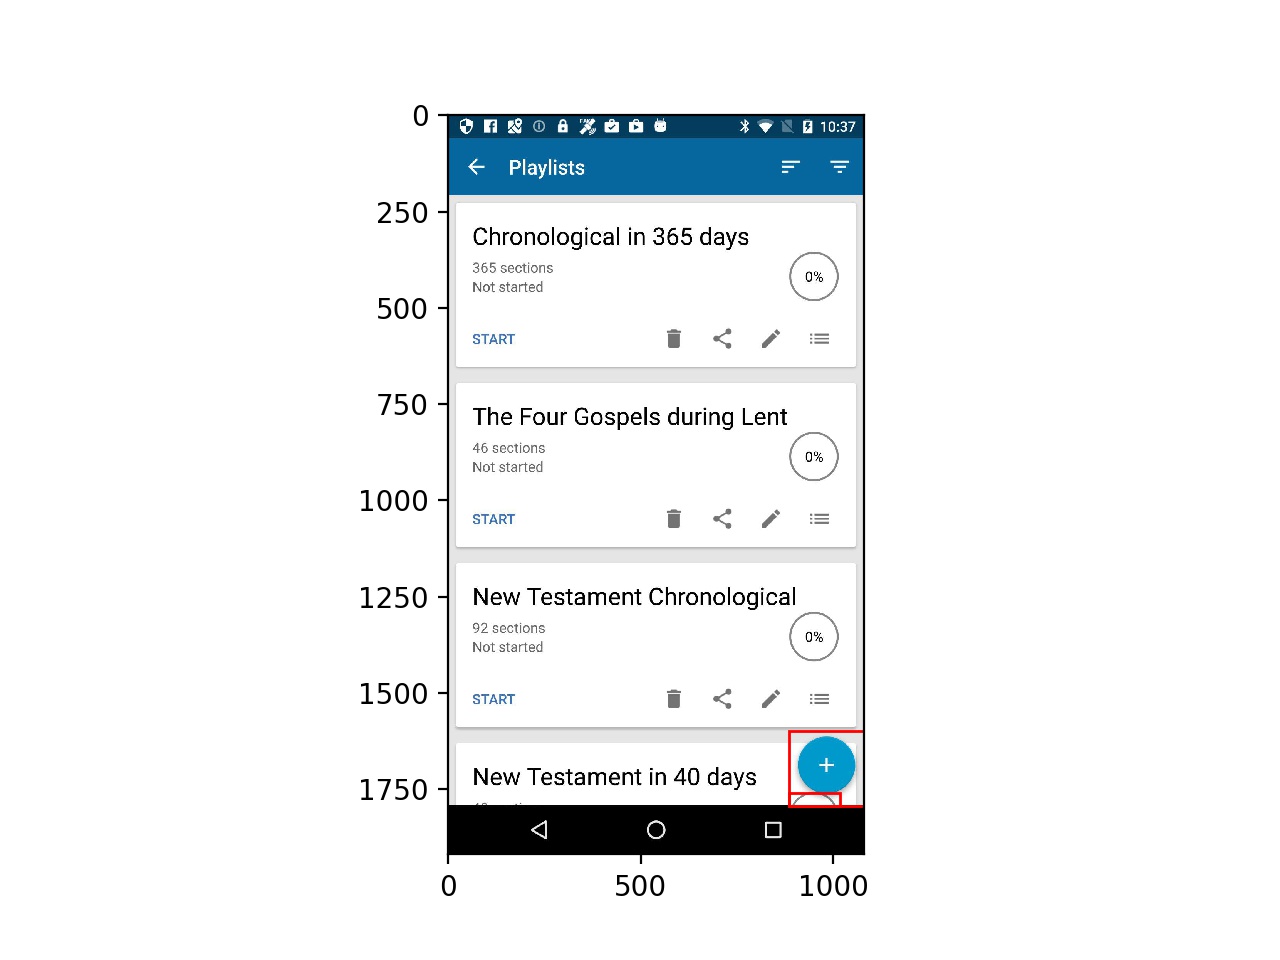 0
250
500
750
1000
1250
1500
1750
10:37
Playlists
Chronological in 365 days
365 sections
Not started
0%
START
The Four Gospels during Lent
46 sections
Not started
0%
START
New Testament Chronological
92 sections
Not started
0%
START
+
New Testament in 40 days
0
500
1000